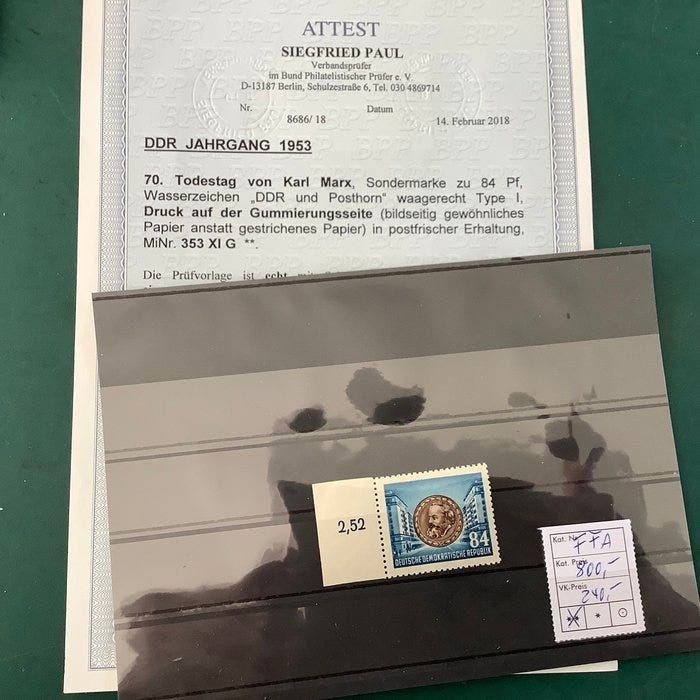 ATTEST
SIEGFRIED PAUL
Verbandsprüfer
im Bund Philatelistischer Prüfer e. V.
D-13187 Berlin, Schulzestraße 6, Tel. 030 4869714
Nr. Datum
8686/ 18 14. Februar 2018
DDR JAHRGANG 1953
70. Todestag von Karl Marx, Sondermarke zu 84 Pf,
Wasserzeichen „DDR und Posthorn" waagerecht Type I,
Druck auf der Gummierungsseite (bildseitig gewöhnliches
Papier anstatt gestrichenes Papier) in postfrischer Erhaltung,
MiNr. 353 XI G **.
Die Prüfvorlage ist echt
2,52
84
DEUTSCHE DEMOKRATISCHE REPUBLIK
Kat. FFA
Kat. Preis 800,-
VK-Preis 240,-
** * ⊙